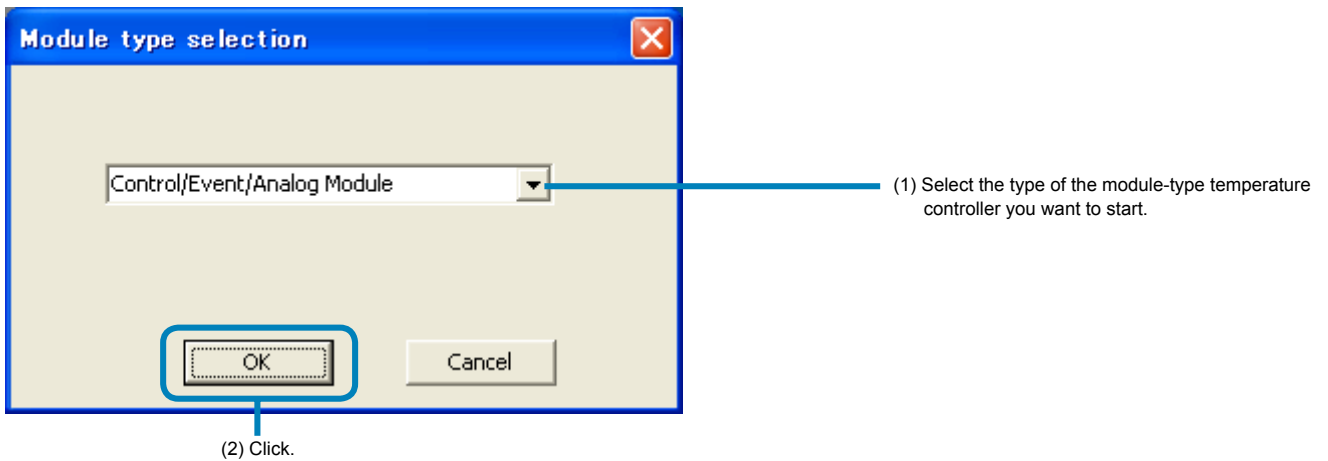 Module type selection
Control/Event/Analog Module
(1) Select the type of the module-type temperature
controller you want to start.
OK
Cancel
(2) Click.